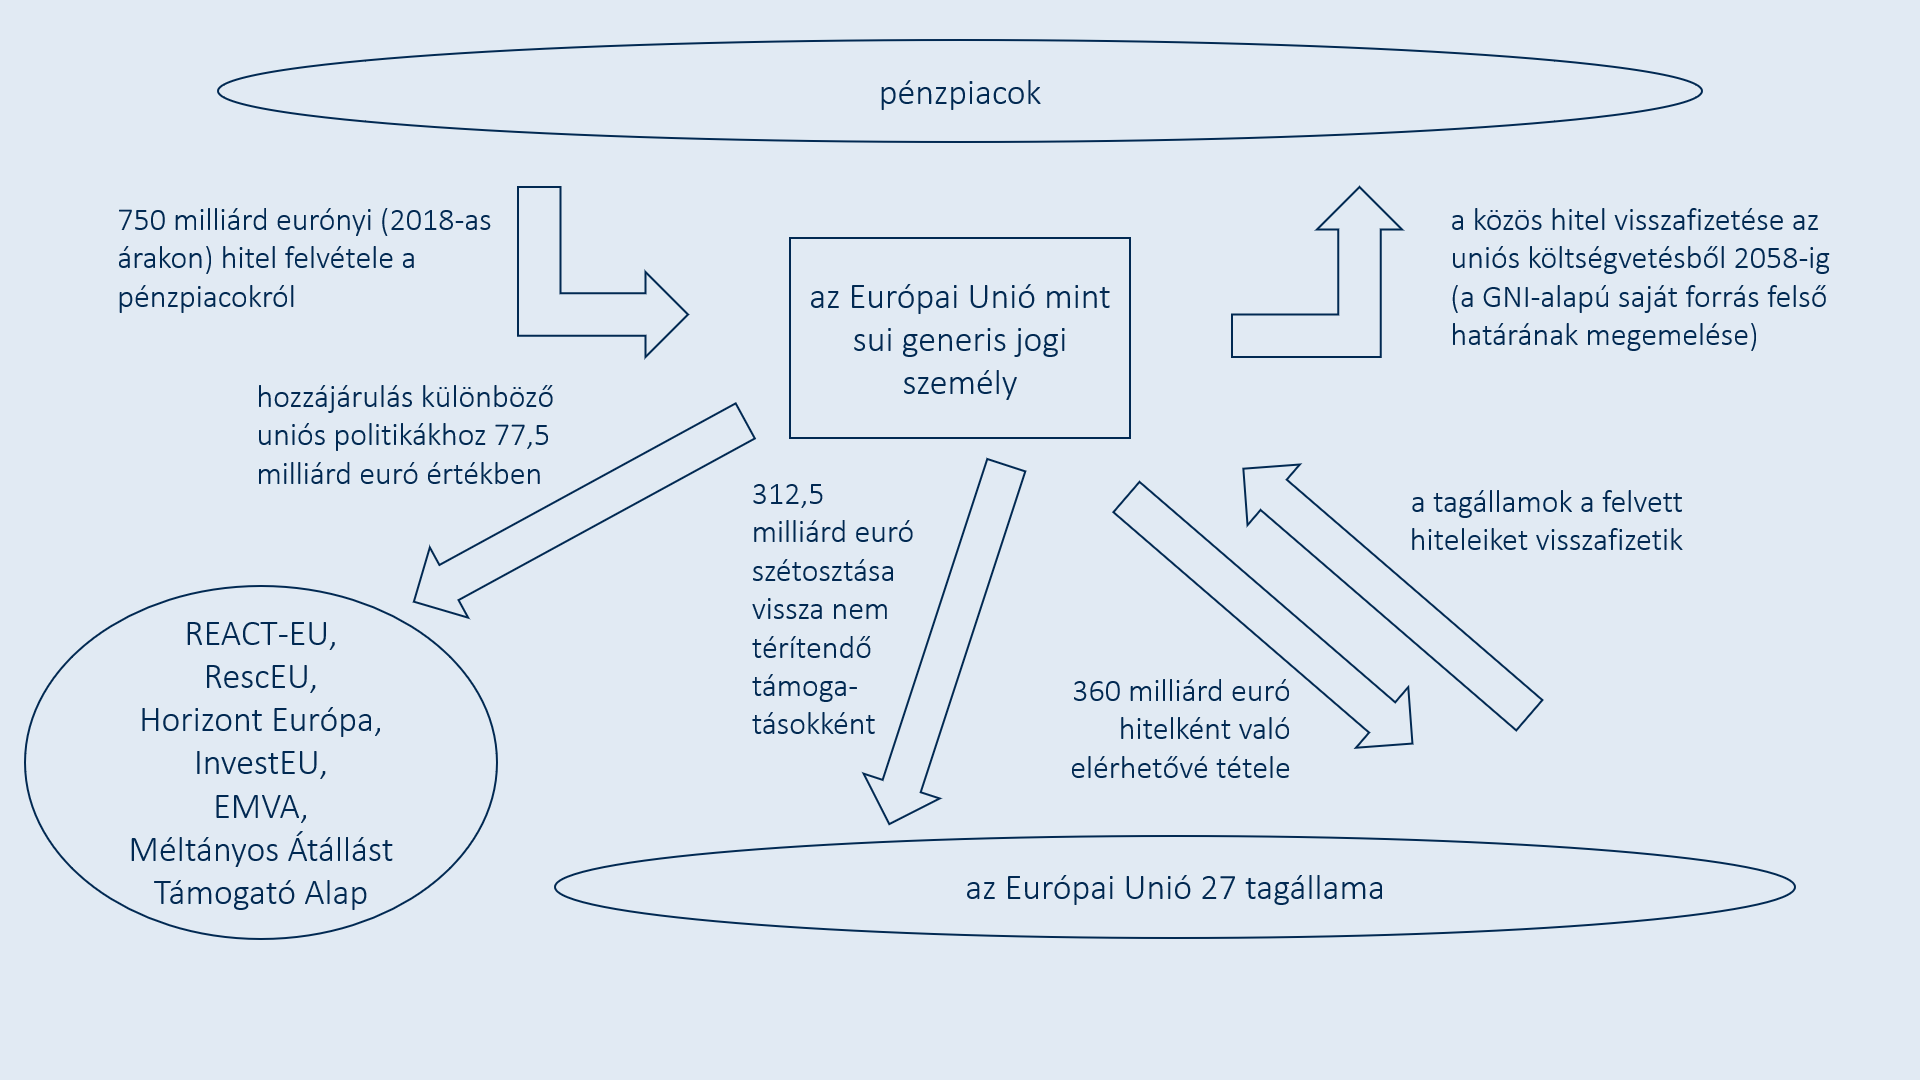 pénzpiacok
750 milliárd eurónyi (2018-as
árakon) hitel felvétele a
pénzpiacokról
az Európai Unió mint
sui generis jogi
személy
a közös hitel visszafizetése az
uniós költségvetésből 2058-ig
(a GNI-alapú saját forrás felső
határának megemelése)
hozzájárulás különböző
uniós politikákhoz 77,5
milliárd euró értékben
312,5
milliárd euró
szétosztása
vissza nem
térítendő
támoga-
tásokként
a tagállamok a felvett
hiteleiket visszafizetik
360 milliárd euró
hitelként való
elérhetővé tétele
REACT-EU,
RescEU,
Horizont Európa,
InvestEU,
EMVA,
Méltányos Átállást
Támogató Alap
az Európai Unió 27 tagállama